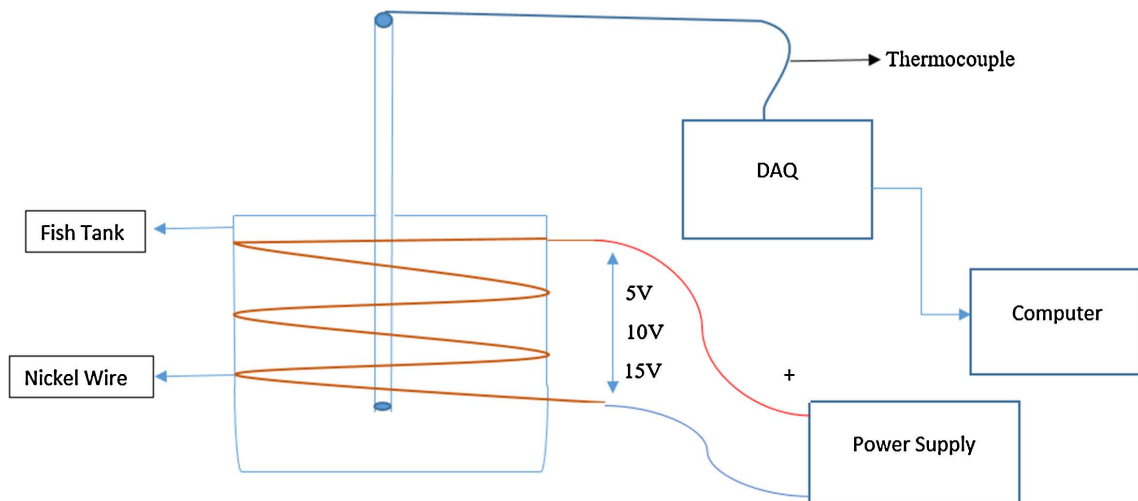 Thermocouple
DAQ
Fish Tank
5V
10V
15V
Computer
Nickel Wire
+
Power Supply